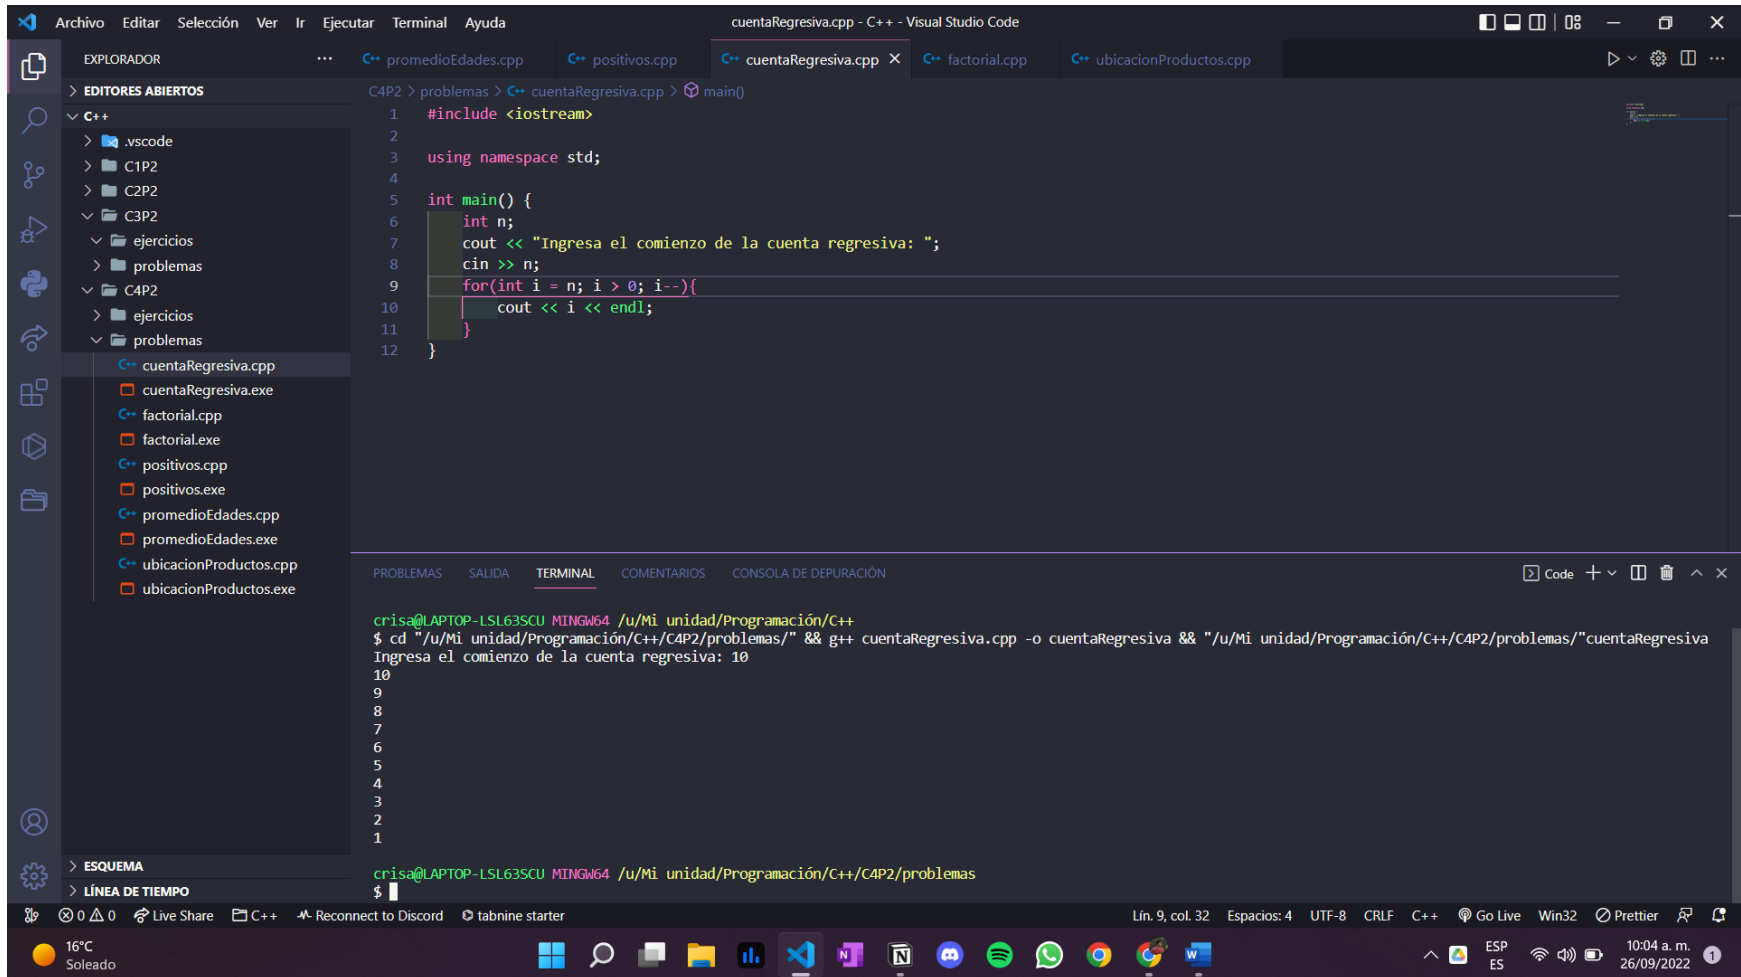 Archivo Editar Selección Ver Ir Ejecutar Terminal Ayuda
cuentaRegresiva.cpp - C++ - Visual Studio Code
EXPLORADOR
EDITORES ABIERTOS
C++
.vscode
C1P2
C2P2
C3P2
ejercicios
problemas
C4P2
ejercicios
problemas
cuentaRegresiva.cpp
cuentaRegresiva.exe
factorial.cpp
factorial.exe
positivos.cpp
positivos.exe
promedioEdades.cpp
promedioEdades.exe
ubicacionProductos.cpp
ubicacionProductos.exe
ESQUEMA
LÍNEA DE TIEMPO
promedioEdades.cpp positivos.cpp cuentaRegresiva.cpp factorial.cpp ubicacionProductos.cpp
C4P2 > problemas > cuentaRegresiva.cpp > main()
1 #include <iostream>
2
3 using namespace std;
4
5 int main() {
6 int n;
7 cout << "Ingresa el comienzo de la cuenta regresiva: ";
8 cin >> n;
9 for(int i = n; i > 0; i--){
10 cout << i << endl;
11 }
12 }
PROBLEMAS SALIDA TERMINAL COMENTARIOS CONSOLA DE DEPURACIÓN
Code
crisa@LAPTOP-LSL63SCU MINGW64 /u/Mi unidad/Programación/C++
$ cd "/u/Mi unidad/Programación/C++/C4P2/problemas/" && g++ cuentaRegresiva.cpp -o cuentaRegresiva && "/u/Mi unidad/Programación/C++/C4P2/problemas/"cuentaRegresiva
Ingresa el comienzo de la cuenta regresiva: 10
10
9
8
7
6
5
4
3
2
1
crisa@LAPTOP-LSL63SCU MINGW64 /u/Mi unidad/Programación/C++/C4P2/problemas
$
0 0 Live Share C++ Reconnect to Discord tabnine starter
Lín. 9, col. 32 Espacios: 4 UTF-8 CRLF C++ Go Live Win32 Prettier
16°C
Soleado
ESP
ES
10:04 a. m.
26/09/2022
1